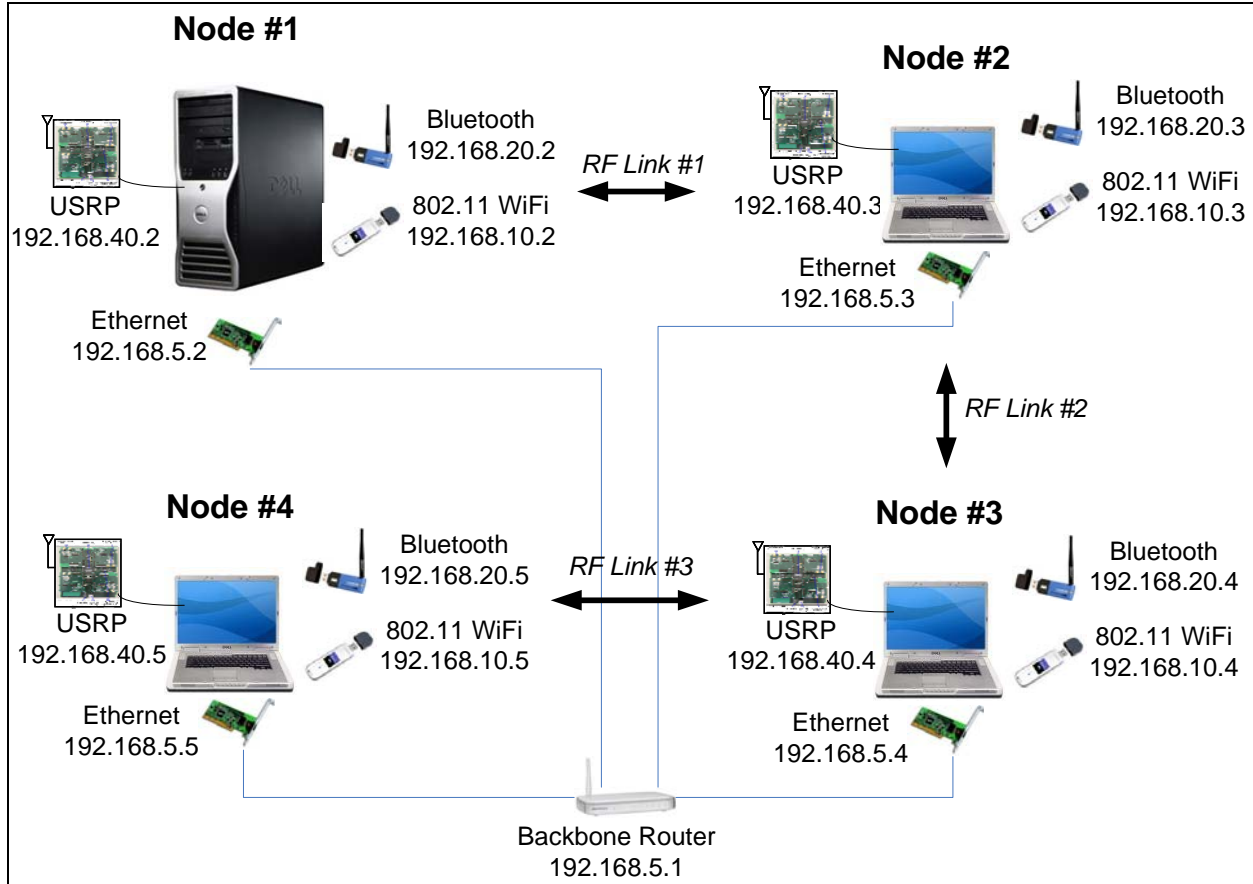 Node #1
USRP
192.168.40.2
Bluetooth
192.168.20.2
802.11 WiFi
192.168.10.2
Ethernet
192.168.5.2
DELL
RF Link #1
Node #2
USRP
192.168.40.3
Bluetooth
192.168.20.3
802.11 WiFi
192.168.10.3
Ethernet
192.168.5.3
RF Link #2
Node #4
USRP
192.168.40.5
Bluetooth
192.168.20.5
802.11 WiFi
192.168.10.5
Ethernet
192.168.5.5
RF Link #3
Node #3
USRP
192.168.40.4
Bluetooth
192.168.20.4
802.11 WiFi
192.168.10.4
Ethernet
192.168.5.4
Backbone Router
192.168.5.1